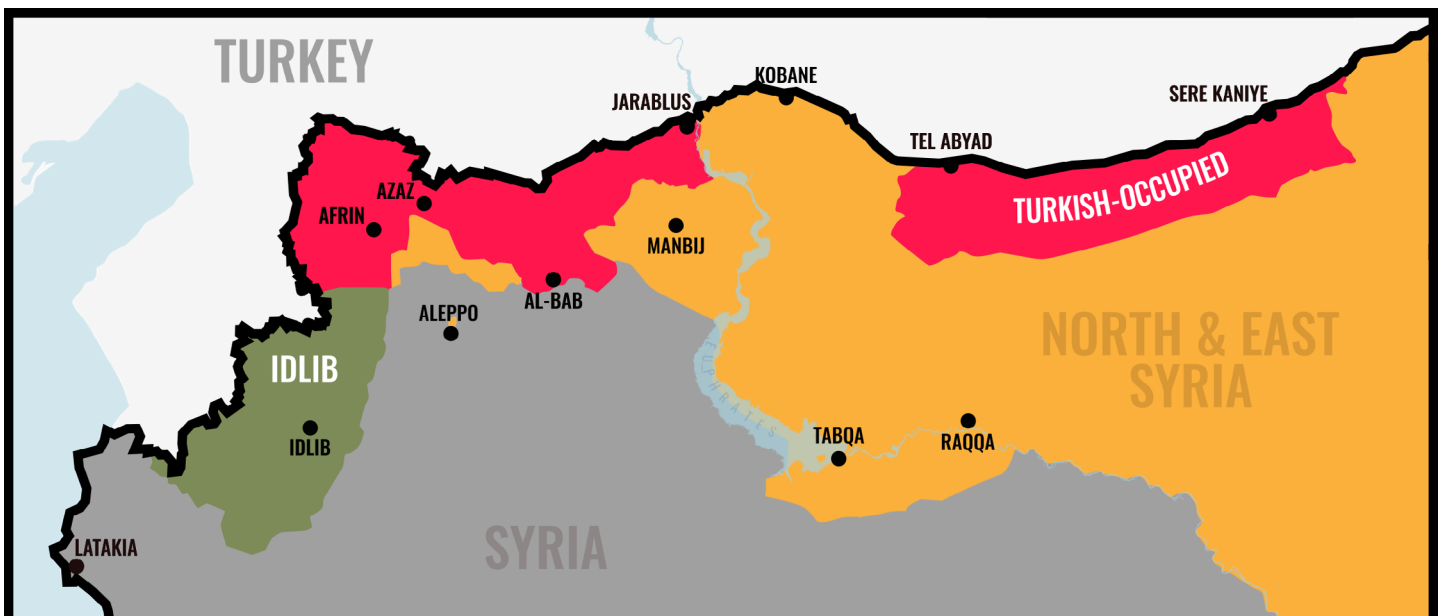 TURKEY
KOBANE
SERE KANIYE
JARABLUS
TEL ABYAD
TURKISH-OCCUPIED
AZAZ
AFRIN
MANBIJ
AL-BAB
ALEPPO
NORTH & EAST
SYRIA
IDLIB
EUPHRATES
IDLIB
TABQA
RAQQA
SYRIA
LATAKIA